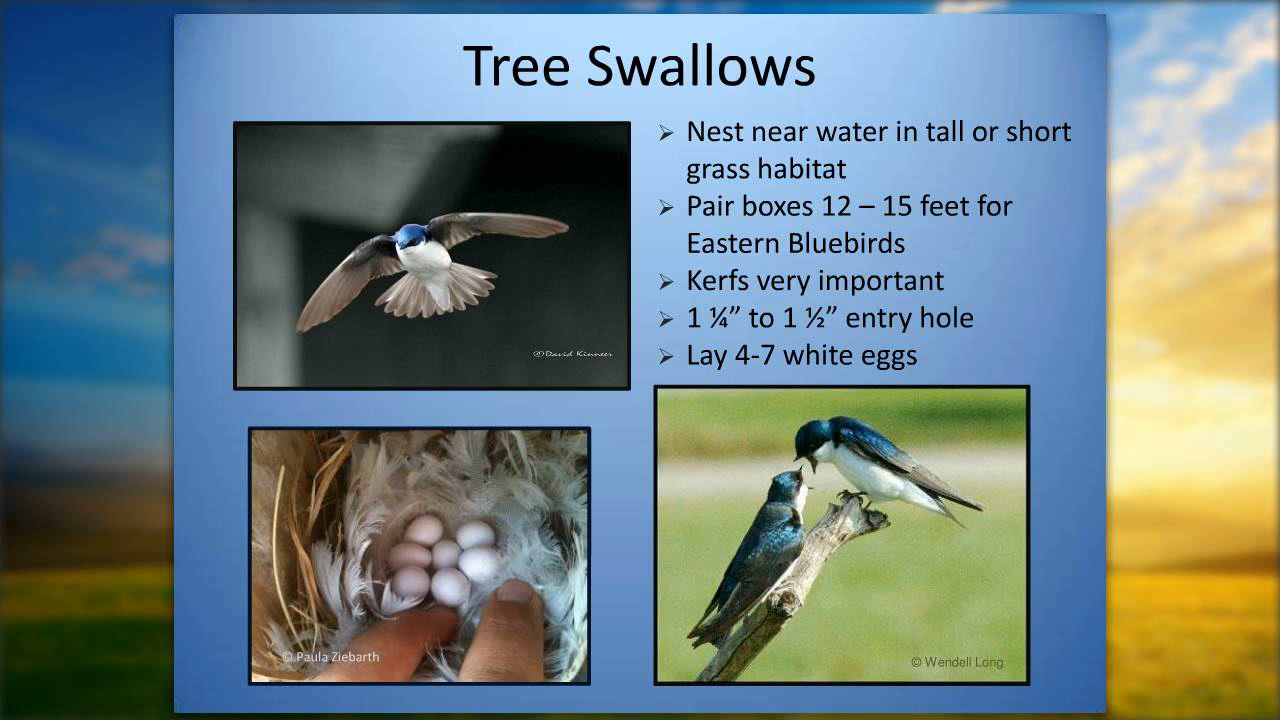 Tree Swallows
➢ Nest near water in tall or short
grass habitat
➢ Pair boxes 12 – 15 feet for
Eastern Bluebirds
➢ Kerfs very important
➢ 1 ¼” to 1 ½” entry hole
➢ Lay 4-7 white eggs
©David Kinneer
© Paula Ziebarth
© Wendell Long